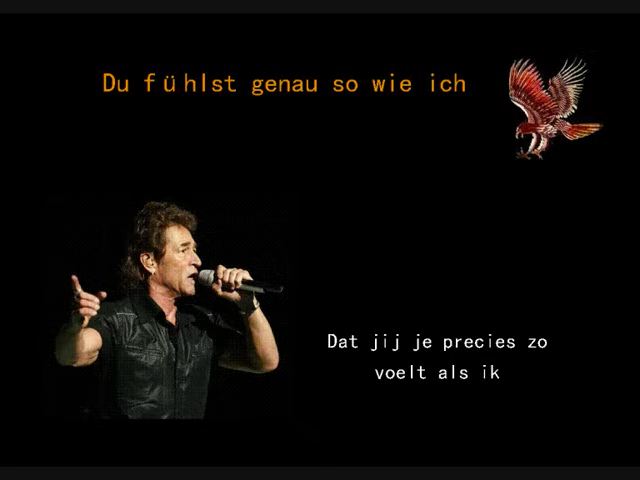 Du fühlst genau so wie ich
Dat jij je precies zo
voelt als ik